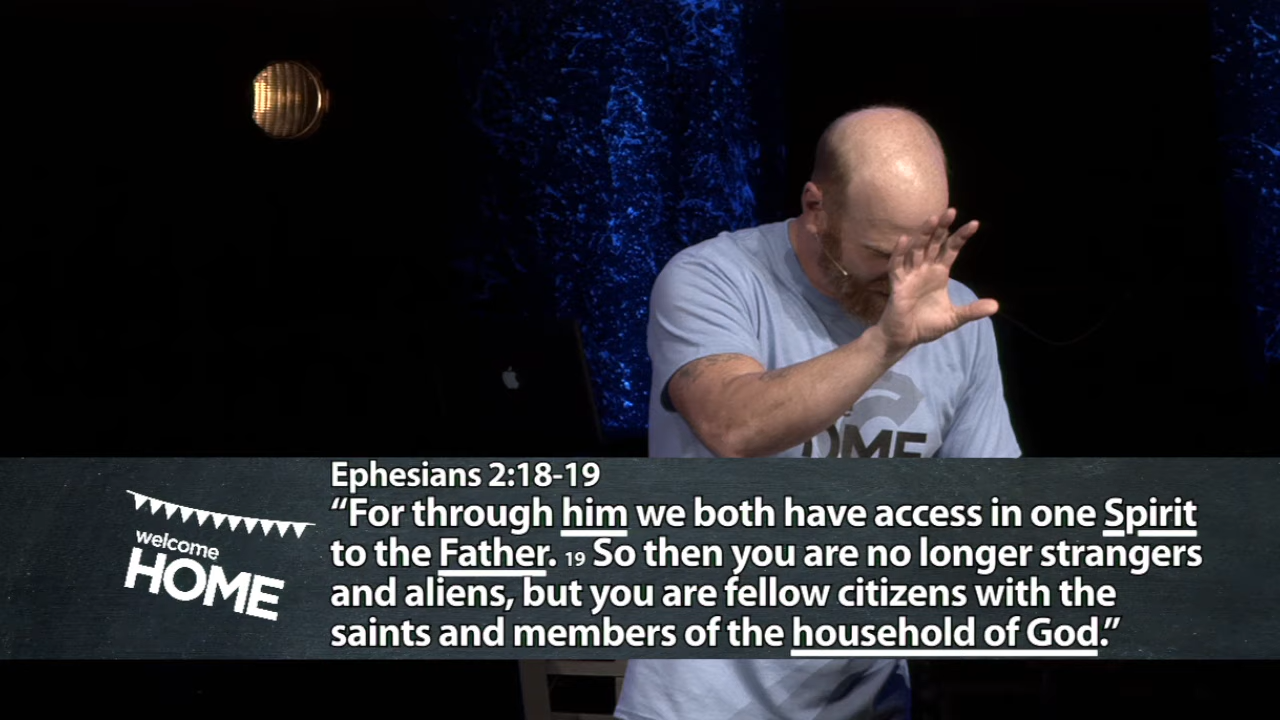 Ephesians 2:18-19
“For through him we both have access in one Spirit
to the Father. 19 So then you are no longer strangers
and aliens, but you are fellow citizens with the
saints and members of the household of God.”
welcome
HOME
OME